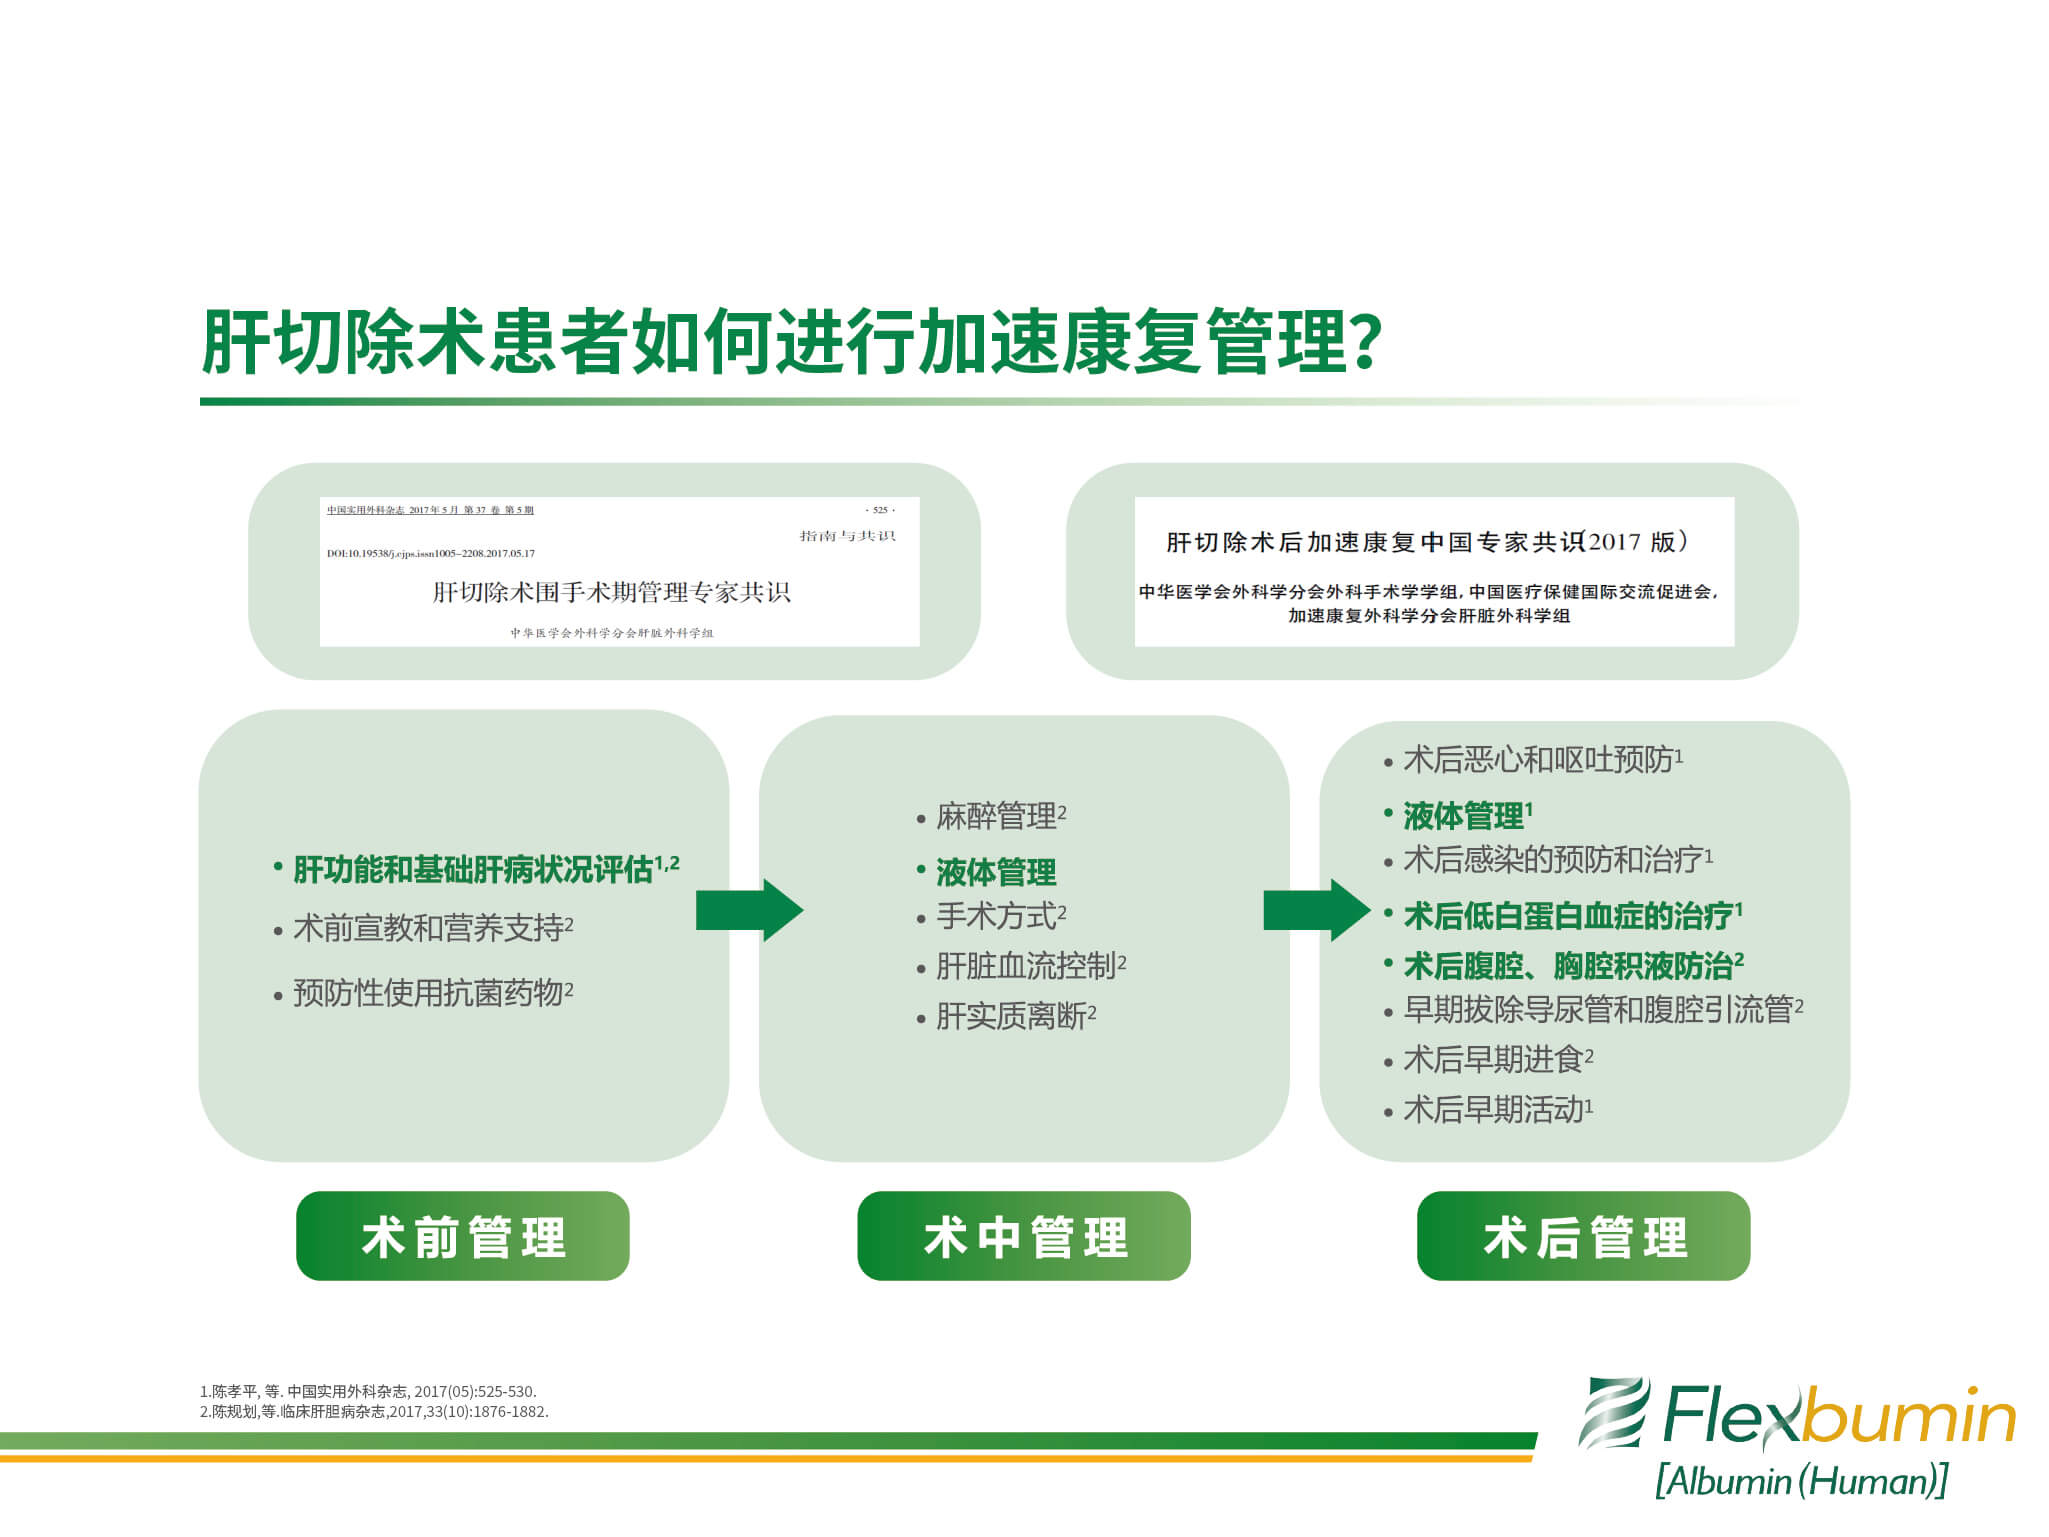 肝切除术患者如何进行加速康复管理?
中国实用外科杂志 2017年5月 第37卷 第5期
· 525 ·
指南与共识
DOI:10.19538/j.cjps.issn1005-2208.2017.05.17
肝切除术围手术期管理专家共识
中华医学会外科学分会肝脏外科学组
肝切除术后加速康复中国专家共识(2017 版)
中华医学会外科学分会外科手术学学组,中国医疗保健国际交流促进会,
加速康复外科学分会肝脏外科学组
• 肝功能和基础肝病状况评估1,2
• 术前宣教和营养支持2
• 预防性使用抗菌药物2
• 麻醉管理2
• 液体管理
• 手术方式2
• 肝脏血流控制2
• 肝实质离断2
• 术后恶心和呕吐预防1
• 液体管理1
• 术后感染的预防和治疗1
• 术后低白蛋白血症的治疗1
• 术后腹腔、胸腔积液防治2
• 早期拔除导尿管和腹腔引流管2
• 术后早期进食2
• 术后早期活动1
术前管理
术中管理
术后管理
1.陈孝平, 等. 中国实用外科杂志, 2017(05):525-530.
2.陈规划,等.临床肝胆病杂志,2017,33(10):1876-1882.
Flexbumin
[Albumin (Human)]